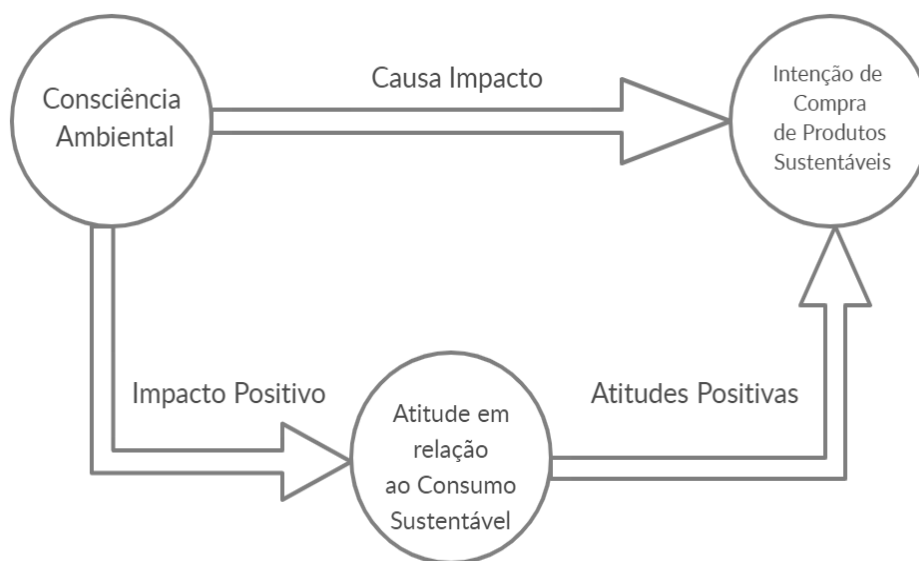 Consciência
Ambiental
Causa Impacto
Intenção de
Compra
de Produtos
Sustentáveis
Impacto Positivo
Atitude em
relação
ao Consumo
Sustentável
Atitudes Positivas